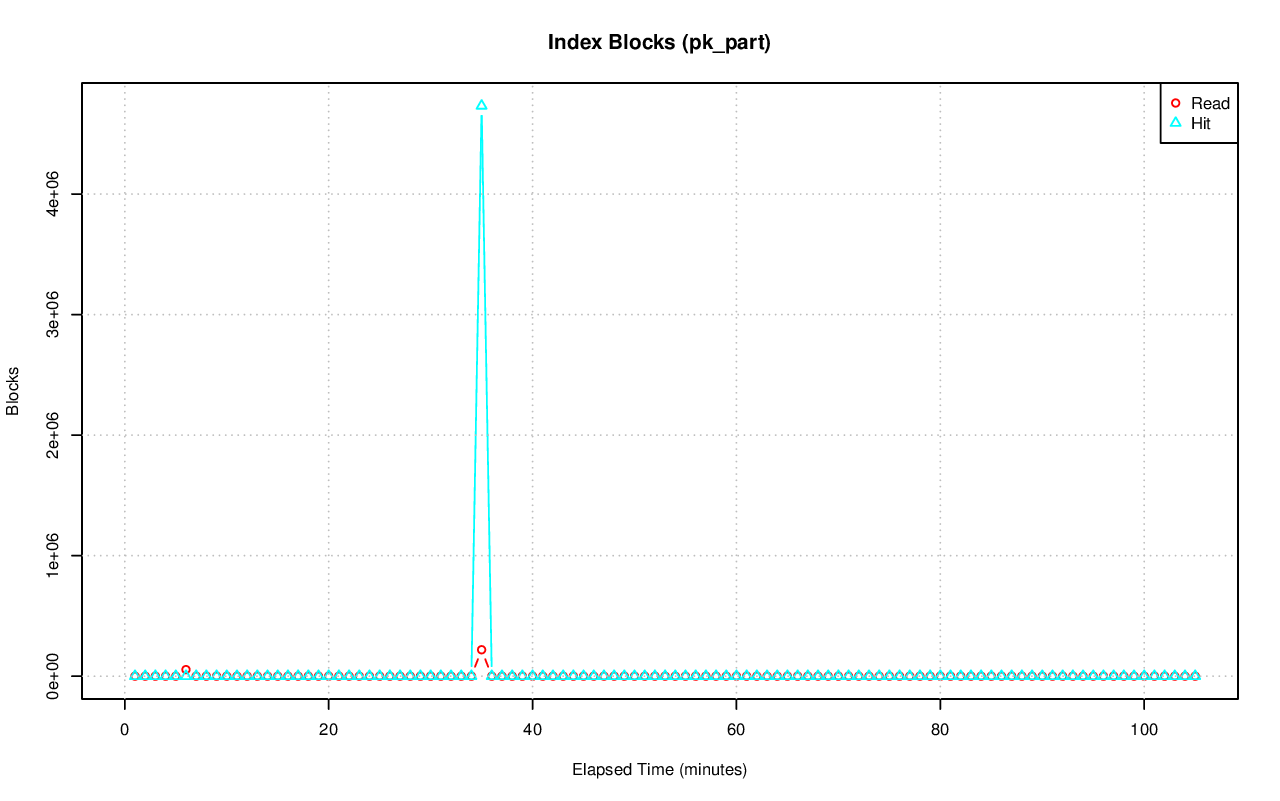 Index Blocks (pk_part)
Read
Hit
Blocks
4e+06
3e+06
2e+06
1e+06
0e+00
0 20 40 60 80 100
Elapsed Time (minutes)